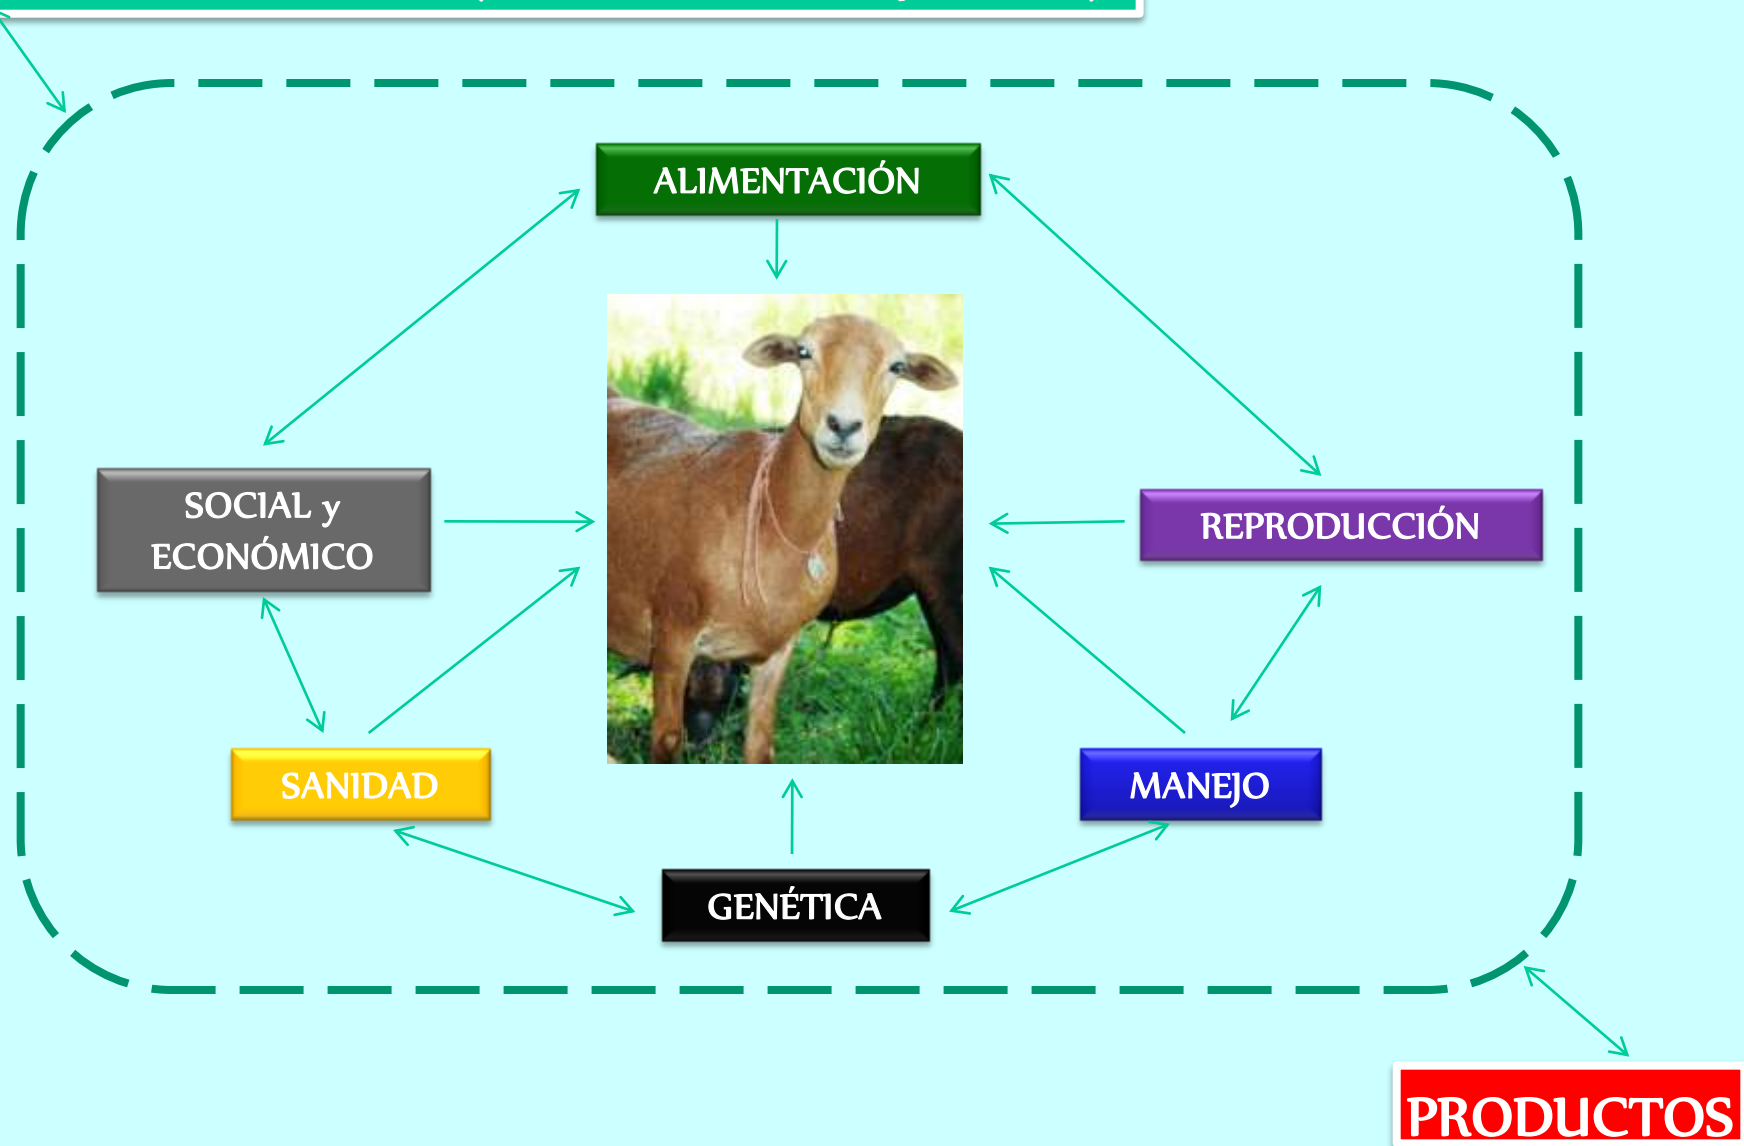 ALIMENTACIÓN
SOCIAL y
ECONÓMICO
REPRODUCCIÓN
SANIDAD
MANEJO
GENÉTICA
PRODUCTOS